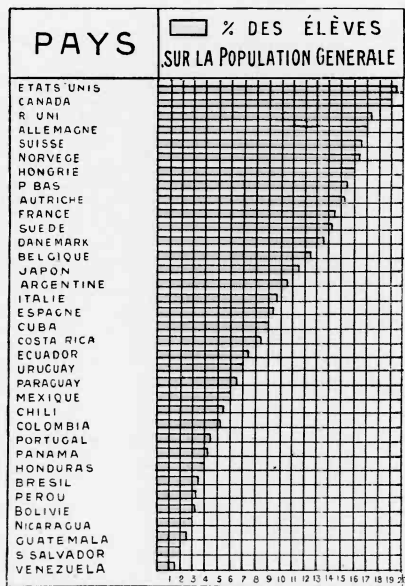 PAYS
% DES ÉLÈVES
SUR LA POPULATION GENERALE
ETATS UNIS
CANADA
R UNI
ALLEMAGNE
SUISSE
NORVEGE
HONGRIE
P BAS
AUTRICHE
FRANCE
SUEDE
DANEMARK
BELGIQUE
JAPON
ARGENTINE
ITALIE
ESPAGNE
CUBA
COSTA RICA
ECUADOR
URUGUAY
PARAGUAY
MEXIQUE
CHILI
COLOMBIA
PORTUGAL
PANAMA
HONDURAS
BRESIL
PEROU
BOLIVIE
NICARAGUA
GUATEMALA
S SALVADOR
VENEZUELA
1 2 3 4 5 6 7 8 9 10 11 12 13 14 15 16 17 18 19